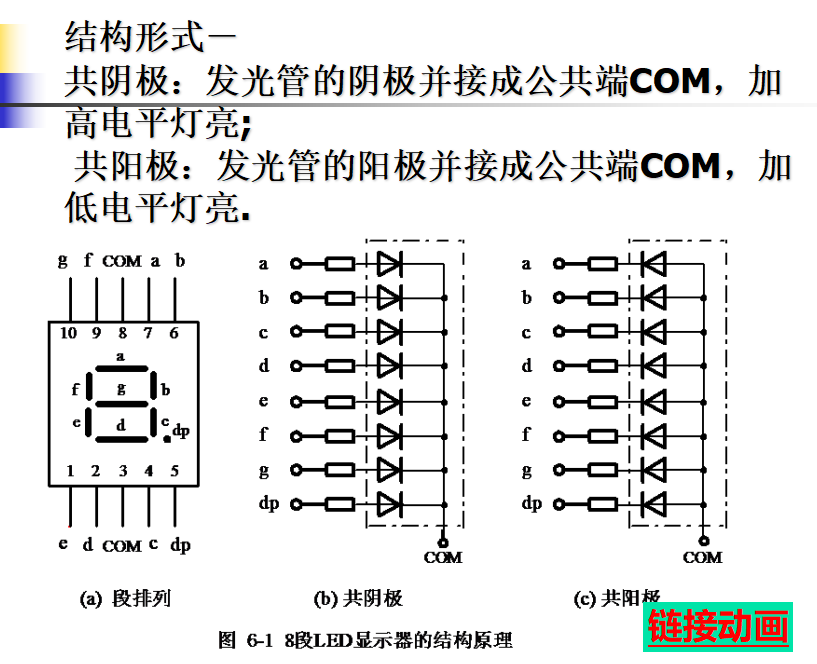 结构形式－
共阴极：发光管的阴极并接成公共端COM，加
高电平灯亮;
共阳极：发光管的阳极并接成公共端COM，加
低电平灯亮.
g f COM a b
10 9 8 7 6
a
f g b
e d c dp
1 2 3 4 5
e d COM c dp
a
b
c
d
e
f
g
dp
COM
a
b
c
d
e
f
g
dp
COM
(a) 段排列
(b) 共阴极
(c) 共阳极
链接动画
图 6-1 8段LED显示器的结构原理